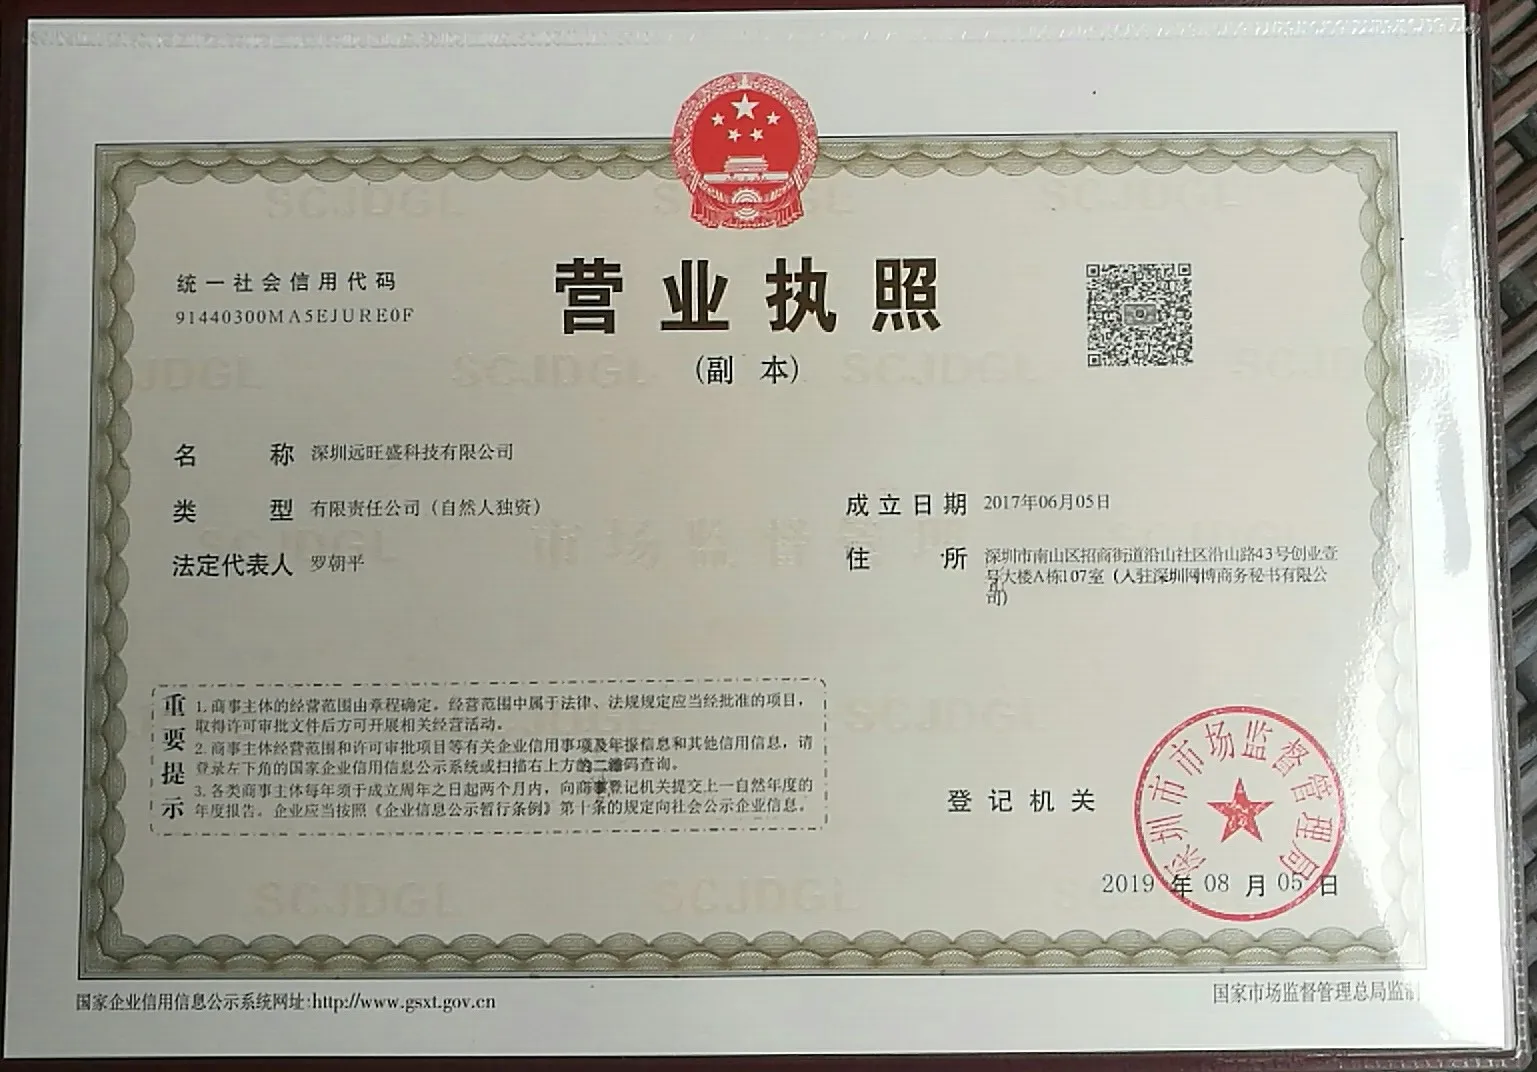 统一社会信用代码
91440300MA5EJURE0F
营业执照
(副 本)
名 称 深圳远旺盛科技有限公司
类 型 有限责任公司（自然人独资）
法定代表人 罗朝平
成立日期 2017年06月05日
住 所 深圳市南山区招商街道沿山社区沿山路43号创业壹
号大楼A栋107室（入驻深圳网博商务秘书有限公
司）
重要提示
1. 商事主体的经营范围由章程确定。经营范围中属于法律、法规规定应当经批准的项目，
取得许可审批文件后方可开展相关经营活动。
2. 商事主体经营范围和许可审批项目等有关企业信用事项及年报信息和其他信用信息，请
登录左下角的国家企业信用信息公示系统或扫描右上方的二维码查询。
3. 各类商事主体每年须于成立周年之日起两个月内，向商事登记机关提交上一自然年度的
年度报告。企业应当按照《企业信息公示暂行条例》第十条的规定向社会公示企业信息。
登记机关
深圳市市场监督管理局
2019 年 08 月 05 日
国家企业信用信息公示系统网址:http://www.gsxt.gov.cn
国家市场监督管理总局监制
SCJDGL
市场监督管理